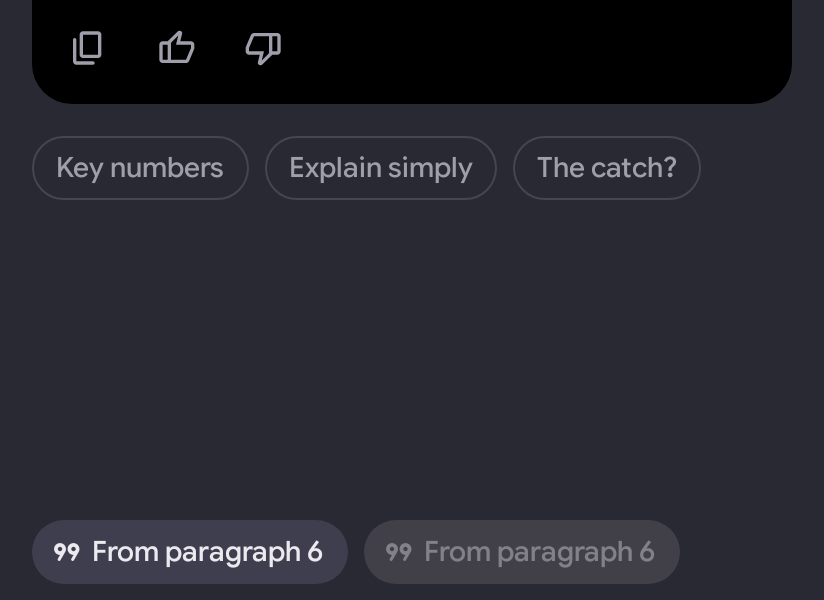 Key numbers
Explain simply
The catch?
From paragraph 6
From paragraph 6